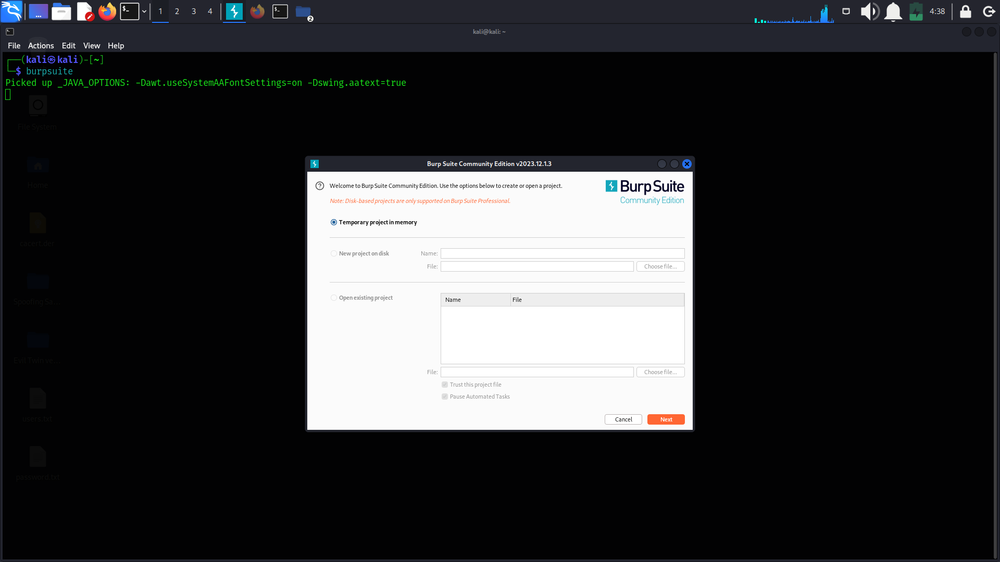 1 2 3 4
2
4:38
kali@kali: ~
File Actions Edit View Help
(kali㉿kali)-[~]
$ burpsuite
Picked up _JAVA_OPTIONS: -Dawt.useSystemAAFontSettings=on -Dswing.aatext=true
File System
Home
cacert.der
Spoofing Sa...
Evil Twin ve...
users.txt
password.txt
Burp Suite Community Edition v2023.12.1.3
Welcome to Burp Suite Community Edition. Use the options below to create or open a project.
Note: Disk-based projects are only supported on Burp Suite Professional.
Burp Suite
Community Edition
Temporary project in memory
New project on disk
Name:
File:
Choose file...
Open existing project
Name File
File:
Choose file...
Trust this project file
Pause Automated Tasks
Cancel
Next